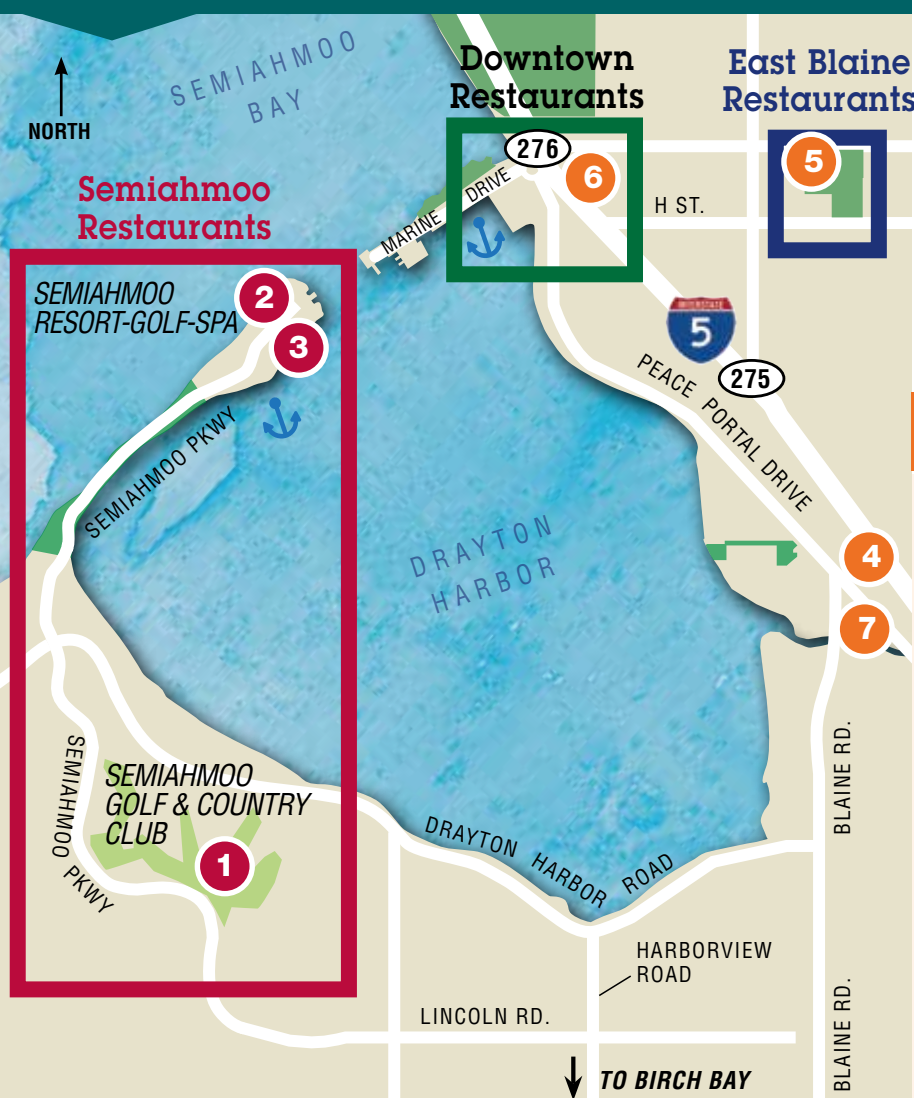 SEMIAHMOO
BAY
NORTH
Downtown
Restaurants
East Blaine
Restaurants
276
6
5
H ST.
MARINE DRIVE
Semiahmoo
Restaurants
SEMIAHMOO
RESORT-GOLF-SPA
2
3
INTERSTATE
5
275
PEACE PORTAL DRIVE
SEMIAHMOO PKWY
DRAYTON
HARBOR
4
7
SEMIAHMOO PKWY
SEMIAHMOO
GOLF & COUNTRY
CLUB
1
DRAYTON HARBOR ROAD
BLAINE RD.
HARBORVIEW
ROAD
LINCOLN RD.
BLAINE RD.
TO BIRCH BAY